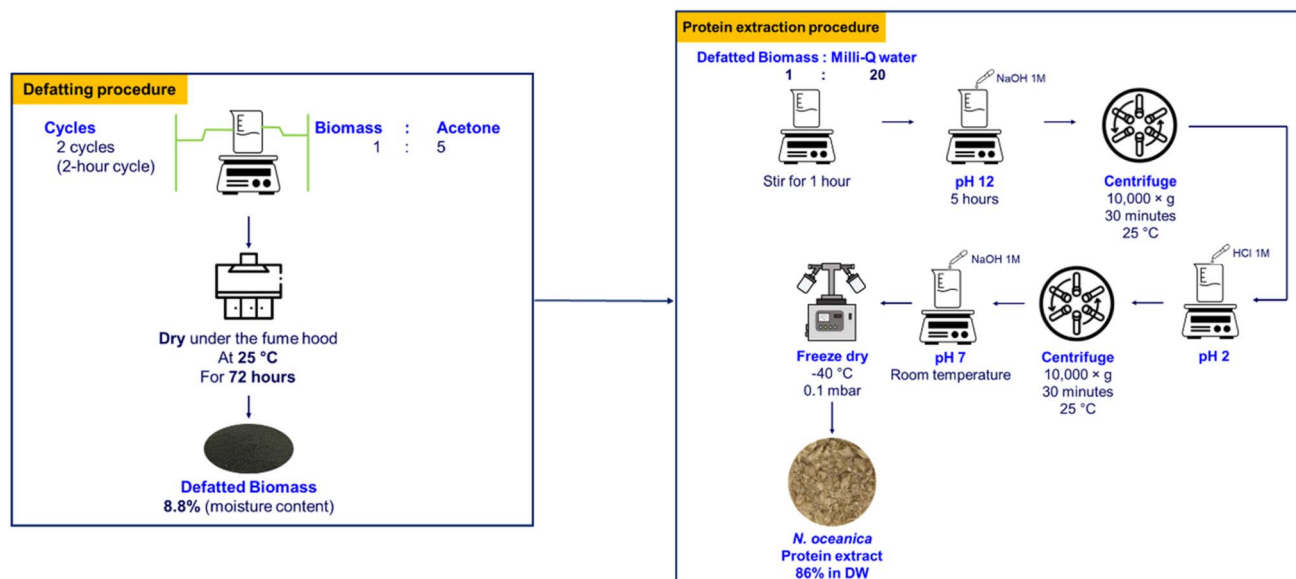 Defatting procedure
Cycles
2 cycles
(2-hour cycle)
Biomass : Acetone
1 : 5
Dry under the fume hood
At 25 °C
For 72 hours
Defatted Biomass
8.8% (moisture content)
Protein extraction procedure
Defatted Biomass : Milli-Q water
1 : 20
Stir for 1 hour
NaOH 1M
pH 12
5 hours
Centrifuge
10,000 × g
30 minutes
25 °C
HCl 1M
pH 2
Centrifuge
10,000 × g
30 minutes
25 °C
NaOH 1M
pH 7
Room temperature
Freeze dry
-40 °C
0.1 mbar
N. oceanica
Protein extract
86% in DW